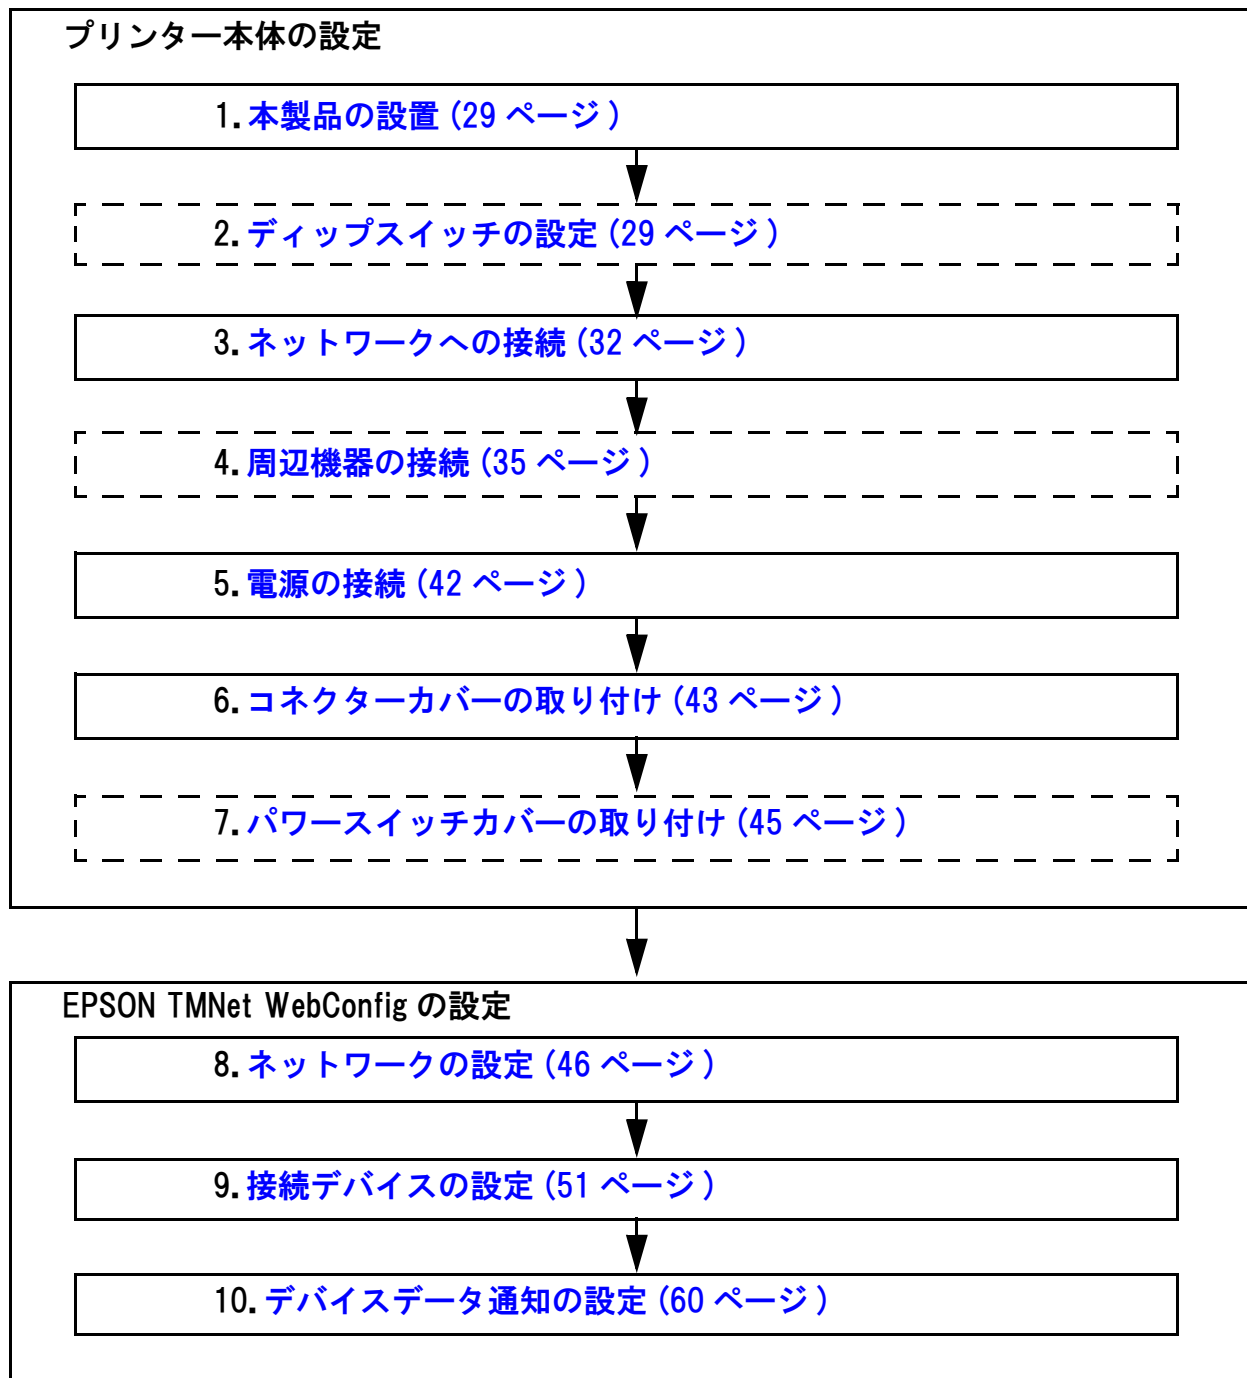 プリンター本体の設定
1. 本製品の設置 (29 ページ )
2. ディップスイッチの設定 (29 ページ )
3. ネットワークへの接続 (32 ページ )
4. 周辺機器の接続 (35 ページ )
5. 電源の接続 (42 ページ )
6. コネクターカバーの取り付け (43 ページ )
7. パワースイッチカバーの取り付け (45 ページ )
EPSON TMNet WebConfig の設定
8. ネットワークの設定 (46 ページ )
9. 接続デバイスの設定 (51 ページ )
10. デバイスデータ通知の設定 (60 ページ )